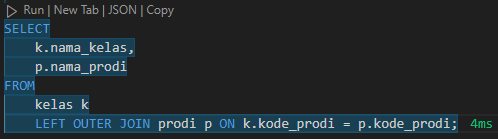 Run | New Tab | JSON | Copy
SELECT
k.nama_kelas,
p.nama_prodi
FROM
kelas k
LEFT OUTER JOIN prodi p ON k.kode_prodi = p.kode_prodi; 4ms